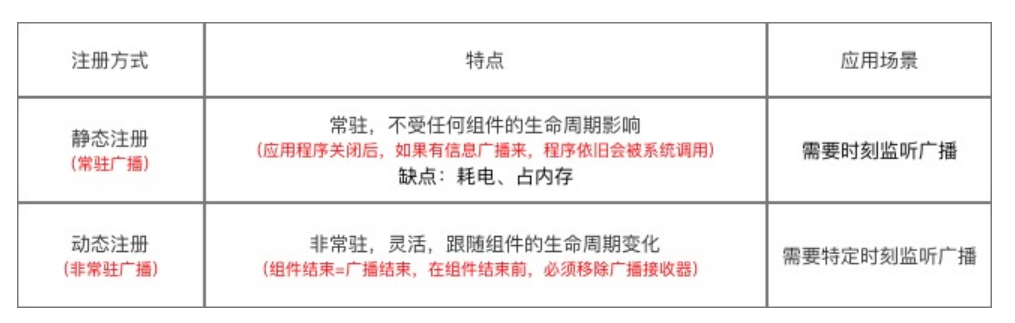 注册方式
特点
应用场景
静态注册
(常驻广播)
常驻，不受任何组件的生命周期影响
(应用程序关闭后，如果有信息广播来，程序依旧会被系统调用)
缺点：耗电、占内存
需要时刻监听广播
动态注册
(非常驻广播)
非常驻，灵活，跟随组件的生命周期变化
(组件结束=广播结束，在组件结束前，必须移除广播接收器)
需要特定时刻监听广播